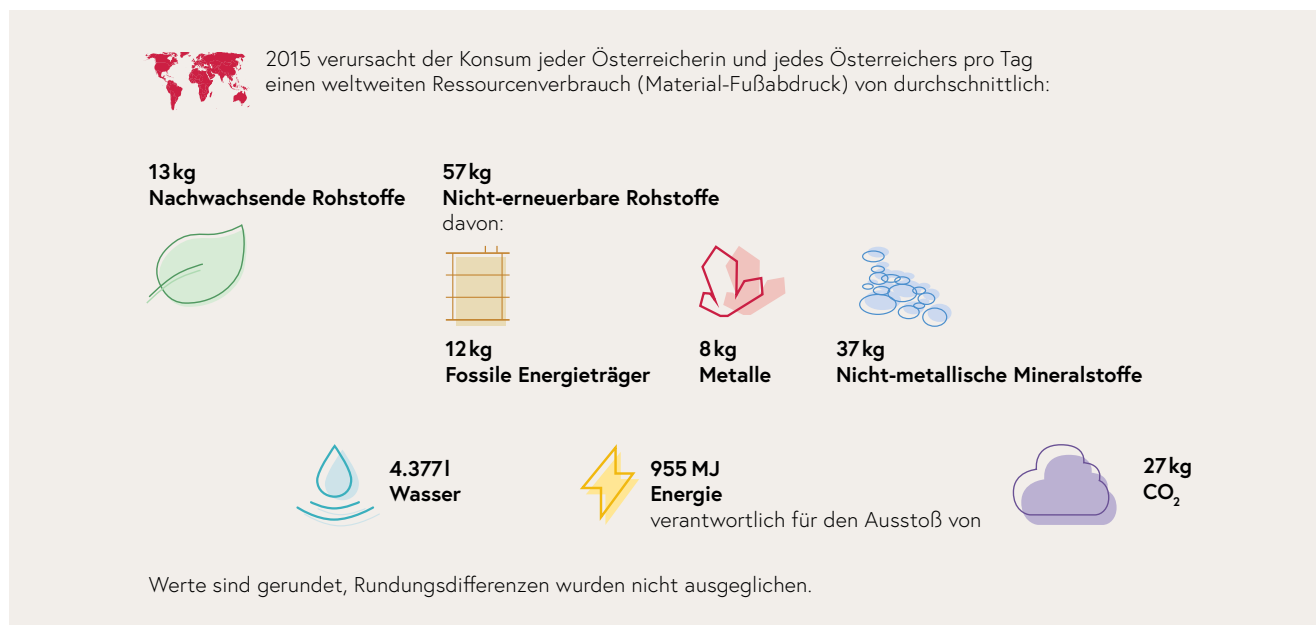 2015 verursacht der Konsum jeder Österreicherin und jedes Österreichers pro Tag
einen weltweiten Ressourcenverbrauch (Material-Fußabdruck) von durchschnittlich:
13 kg
Nachwachsende Rohstoffe
57 kg
Nicht-erneuerbare Rohstoffe
davon:
12 kg
Fossile Energieträger
8 kg
Metalle
37 kg
Nicht-metallische Mineralstoffe
4.377 l
Wasser
955 MJ
Energie
verantwortlich für den Ausstoß von
27 kg
CO₂
Werte sind gerundet, Rundungsdifferenzen wurden nicht ausgeglichen.